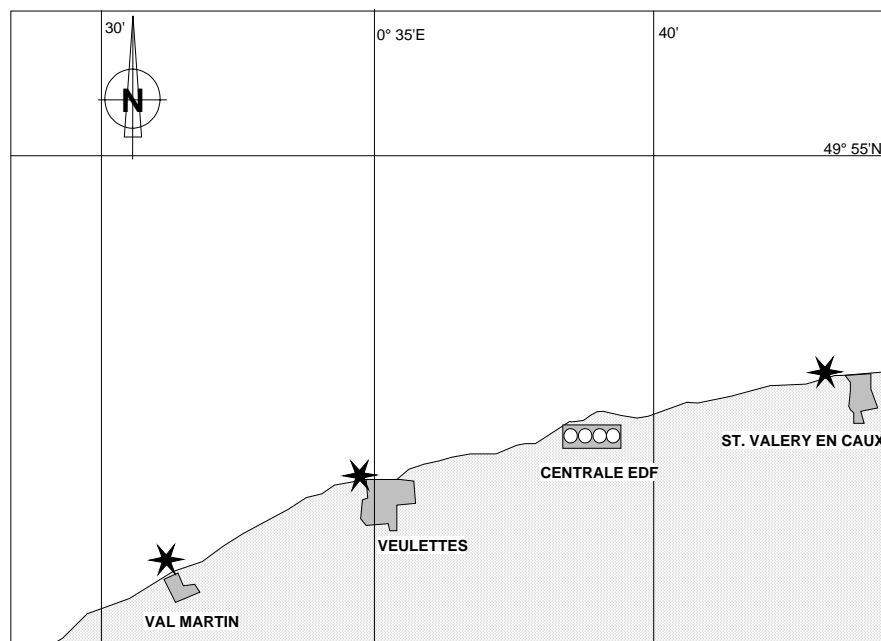 30'
0° 35'E
40'
N
49° 55'N
ST. VALERY EN CAUX
CENTRALE EDF
VEULETTES
VAL MARTIN